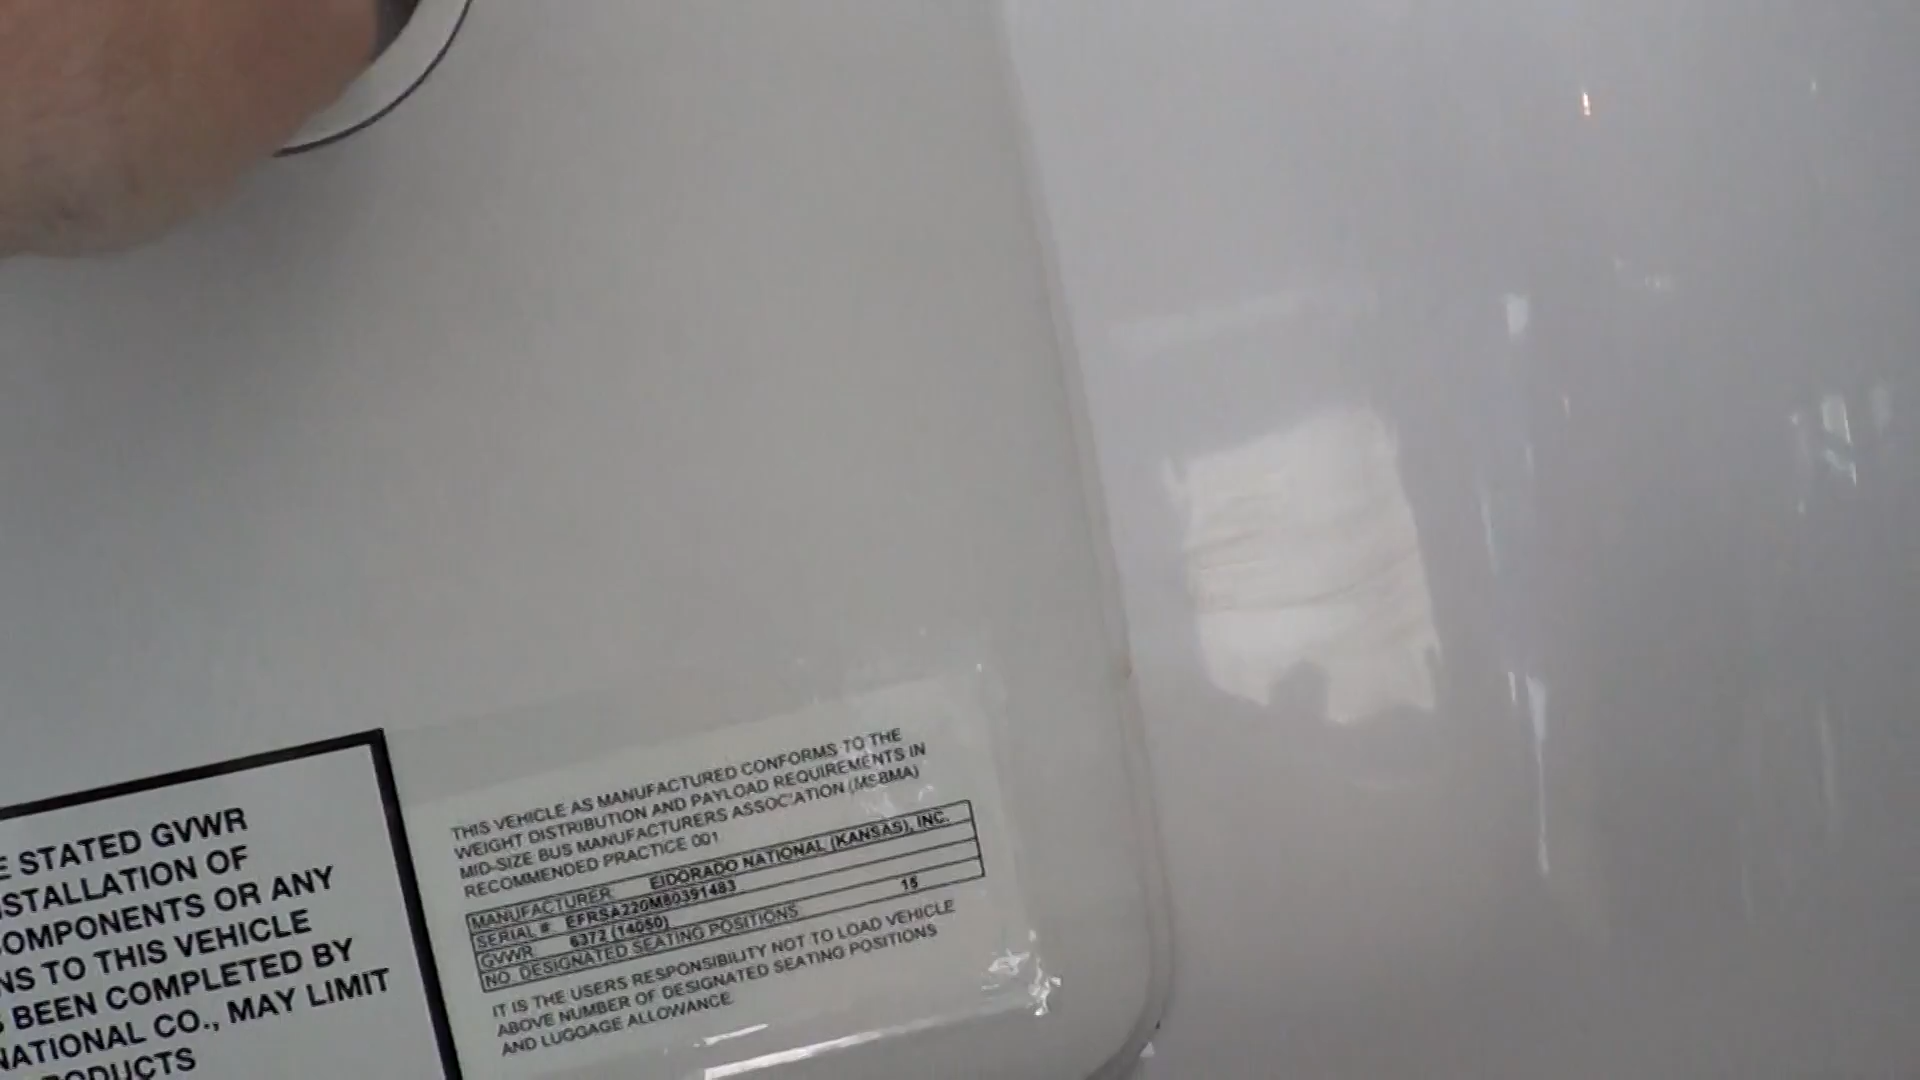 E STATED GVWR
STALLATION OF
OMPONENTS OR ANY
NS TO THIS VEHICLE
BEEN COMPLETED BY
NATIONAL CO., MAY LIMIT
ODUCTS
THIS VEHICLE AS MANUFACTURED CONFORMS TO THE
WEIGHT DISTRIBUTION AND PAYLOAD REQUIREMENTS IN
MID-SIZE BUS MANUFACTURERS ASSOCIATION (MSBMA)
RECOMMENDED PRACTICE 001
MANUFACTURER ElDORADO NATIONAL (KANSAS), INC.
SERIAL # EFRSA220M80391483
GVWR 6372 (14050)
NO. DESIGNATED SEATING POSITIONS 15
IT IS THE USERS RESPONSIBILITY NOT TO LOAD VEHICLE
ABOVE NUMBER OF DESIGNATED SEATING POSITIONS
AND LUGGAGE ALLOWANCE